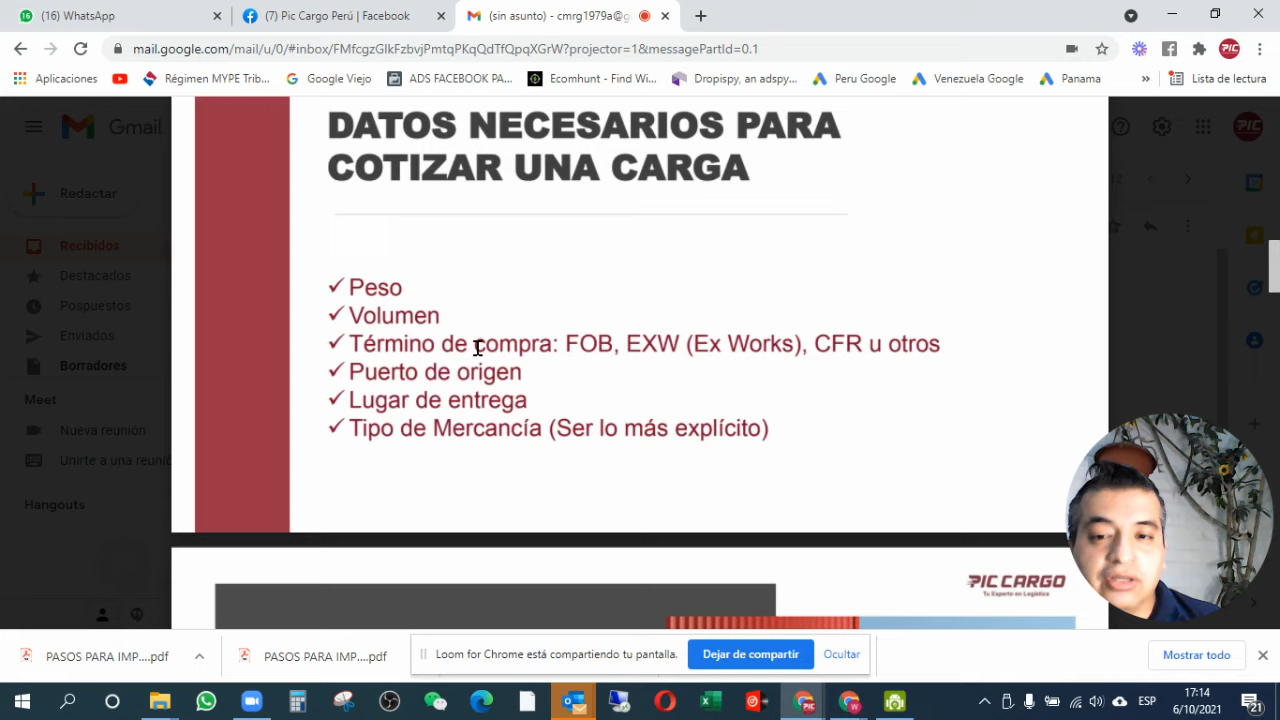 (16) WhatsApp
(7) Pic Cargo Perú | Facebook
(sin asunto) - cmrg1979a@g
mail.google.com/mail/u/0/#inbox/FMfcgzGlkFzbvjPmtqPKqQdTfQpqXGrW?projector=1&messagePartId=0.1
Aplicaciones
Régimen MYPE Trib...
Google Viejo
ADS FACEBOOK PA...
Ecomhunt - Find Wi...
Dropispy, an adspy...
Peru Google
Venezuela Google
Panama
»
Lista de lectura
Gmail
PIC
Redactar
Recibidos
Destacados
Pospuestos
Enviados
Borradores
Meet
Nueva reunión
Unirte a una reunió
Hangouts
DATOS NECESARIOS PARA
COTIZAR UNA CARGA
✓ Peso
✓ Volumen
✓ Término de compra: FOB, EXW (Ex Works), CFR u otros
✓ Puerto de origen
✓ Lugar de entrega
✓ Tipo de Mercancía (Ser lo más explícito)
PIC CARGO
Tu Experto en Logística
PASOS PARA IMP....pdf
PASOS PARA IMP....pdf
Loom for Chrome está compartiendo tu pantalla.
Dejar de compartir
Ocultar
Mostrar todo
ESP
17:14
6/10/2021
21